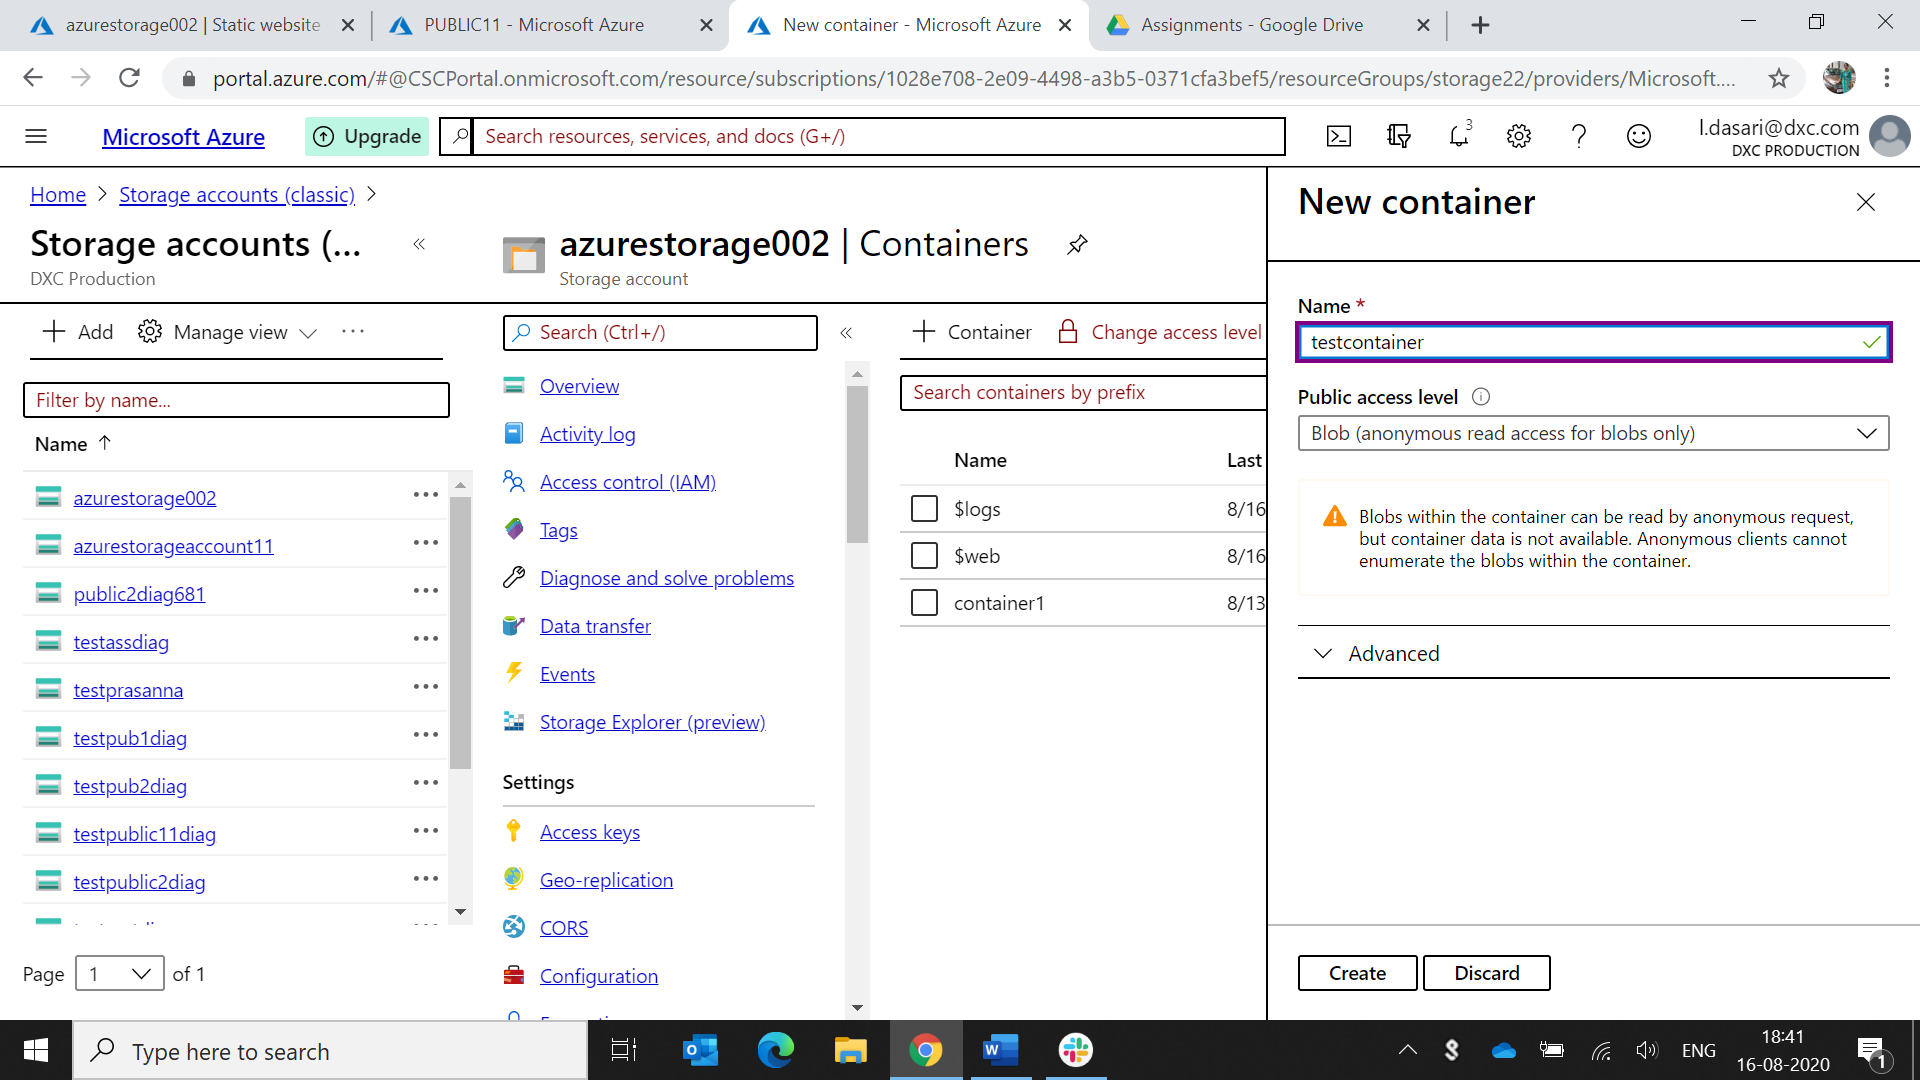 azurestorage002 | Static website
PUBLIC11 - Microsoft Azure
New container - Microsoft Azure
Assignments - Google Drive
portal.azure.com/#@CSCPortal.onmicrosoft.com/resource/subscriptions/1028e708-2e09-4498-a3b5-0371cfa3bef5/resourceGroups/storage22/providers/Microsoft....
Microsoft Azure
Upgrade
Search resources, services, and docs (G+/)
3
l.dasari@dxc.com
DXC PRODUCTION
Home > Storage accounts (classic) >
Storage accounts (...
DXC Production
Add
Manage view
Filter by name...
Name ↑
azurestorage002
azurestorageaccount11
public2diag681
testassdiag
testprasanna
testpub1diag
testpub2diag
testpublic11diag
testpublic2diag
Page 1 of 1
azurestorage002 | Containers
Storage account
Search (Ctrl+/)
Overview
Activity log
Access control (IAM)
Tags
Diagnose and solve problems
Data transfer
Events
Storage Explorer (preview)
Settings
Access keys
Geo-replication
CORS
Configuration
Container
Change access level
Search containers by prefix
Name Last
$logs 8/16
$web 8/16
container1 8/13
New container
Name *
testcontainer
Public access level
Blob (anonymous read access for blobs only)
Blobs within the container can be read by anonymous request,
but container data is not available. Anonymous clients cannot
enumerate the blobs within the container.
Advanced
Create
Discard
Type here to search
ENG
18:41
16-08-2020
1